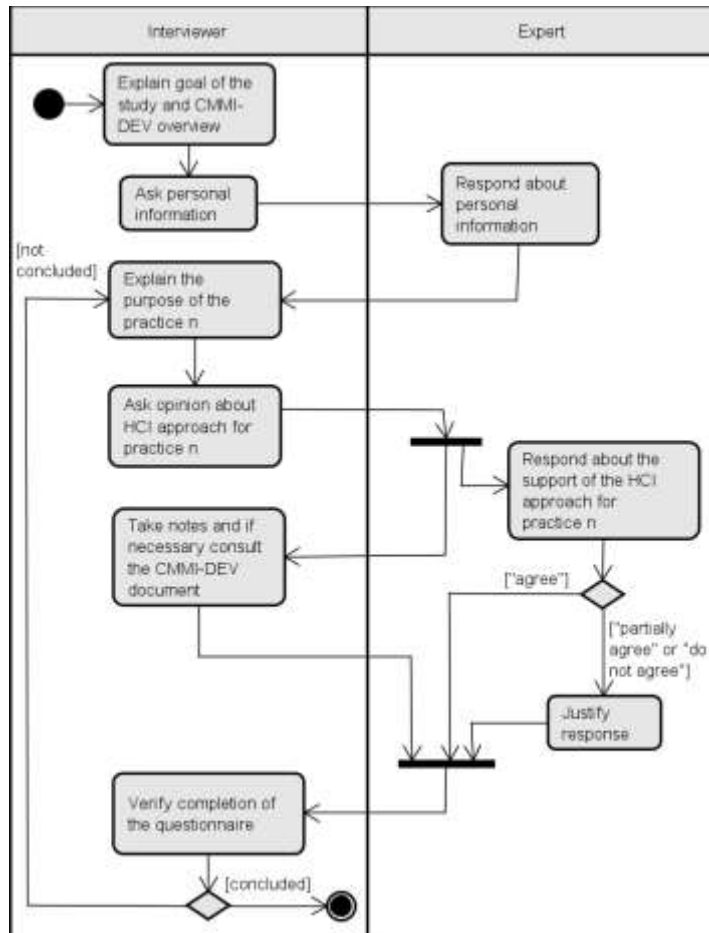 Interviewer
Expert
Explain goal of the
study and CMMI-
DEV overview
Ask personal
information
Respond about
personal
information
[not
concluded]
Explain the
purpose of the
practice n
Ask opinion about
HCI approach for
practice n
Respond about the
support of the HCI
approach for
practice n
Take notes and if
necessary consult
the CMMI-DEV
document
["agree"]
["partially
agree" or "do
not agree"]
Justify
response
Verify completion of
the questionnaire
[concluded]